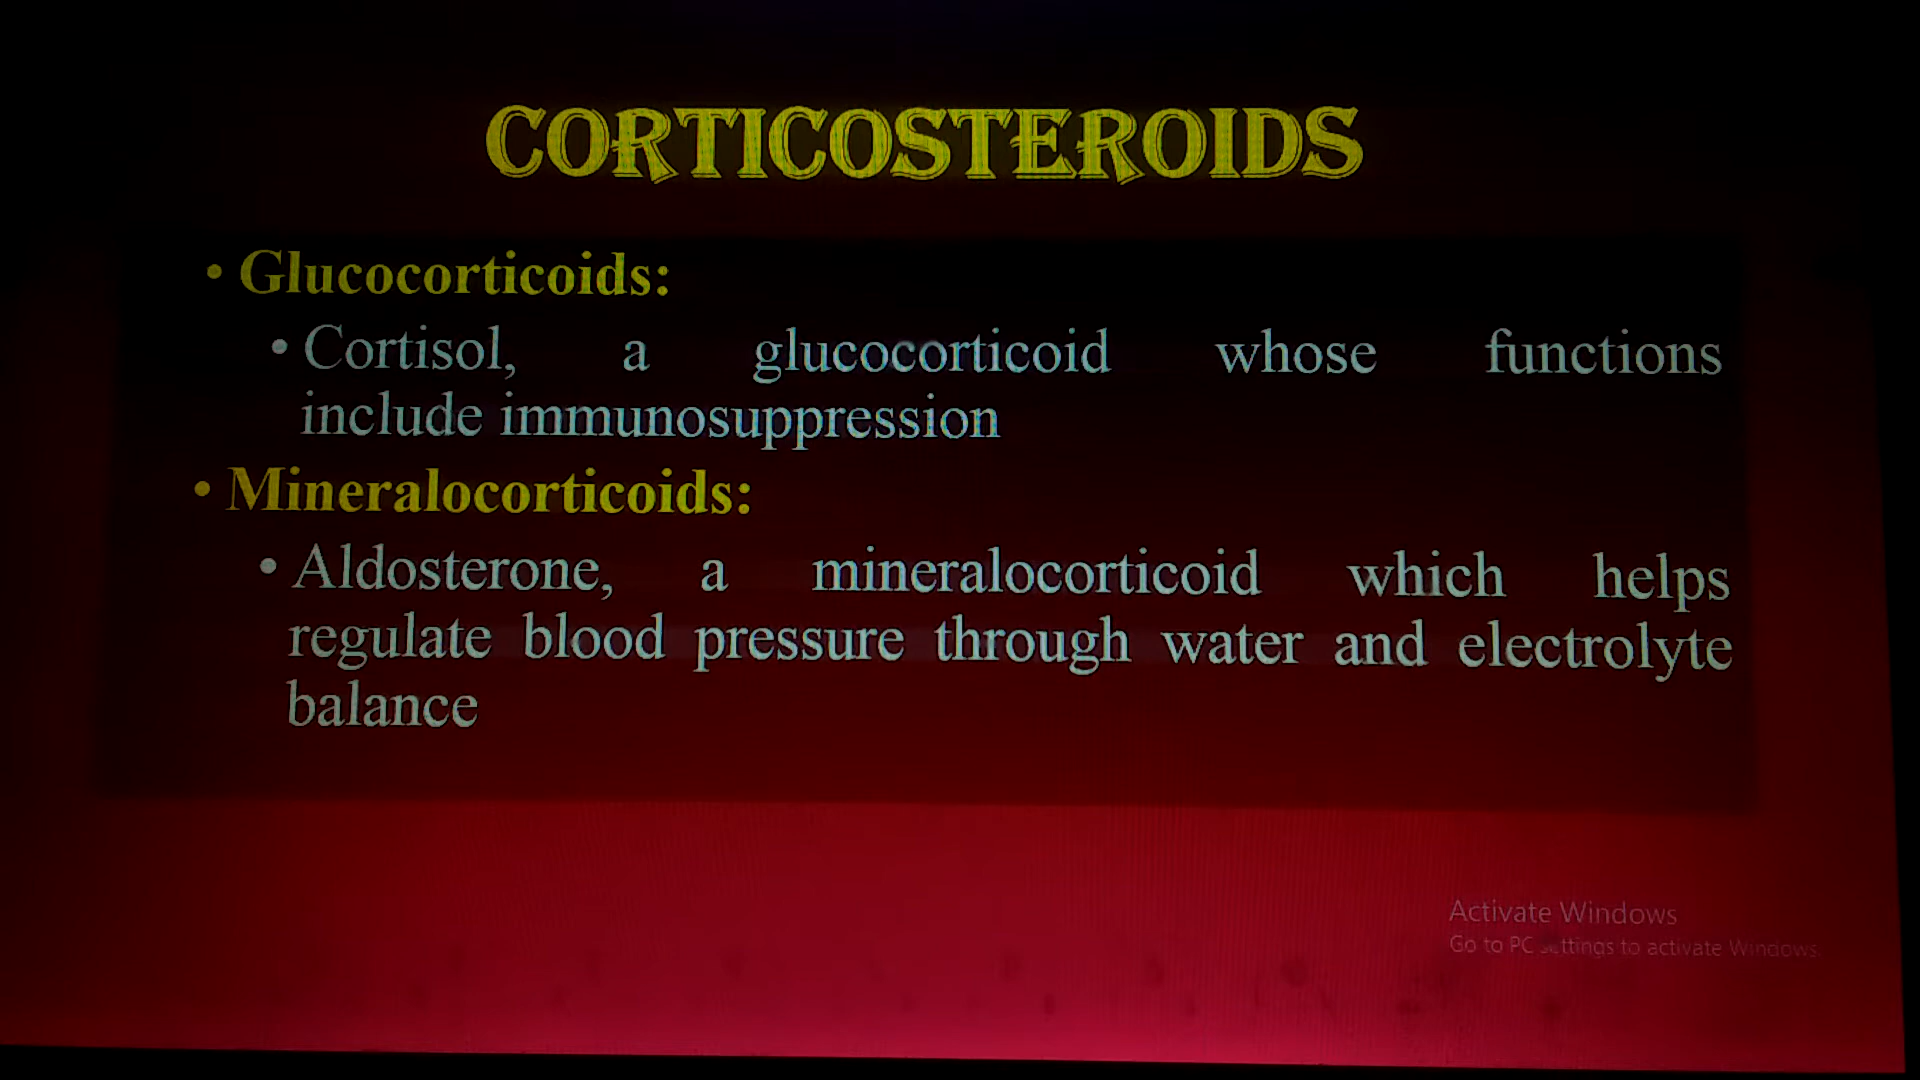 CORTICOSTEROIDS
• Glucocorticoids:
• Cortisol, a glucocorticoid whose functions
include immunosuppression
• Mineralocorticoids:
• Aldosterone, a mineralocorticoid which helps
regulate blood pressure through water and electrolyte
balance
Activate Windows
Go to PC settings to activate Windows.